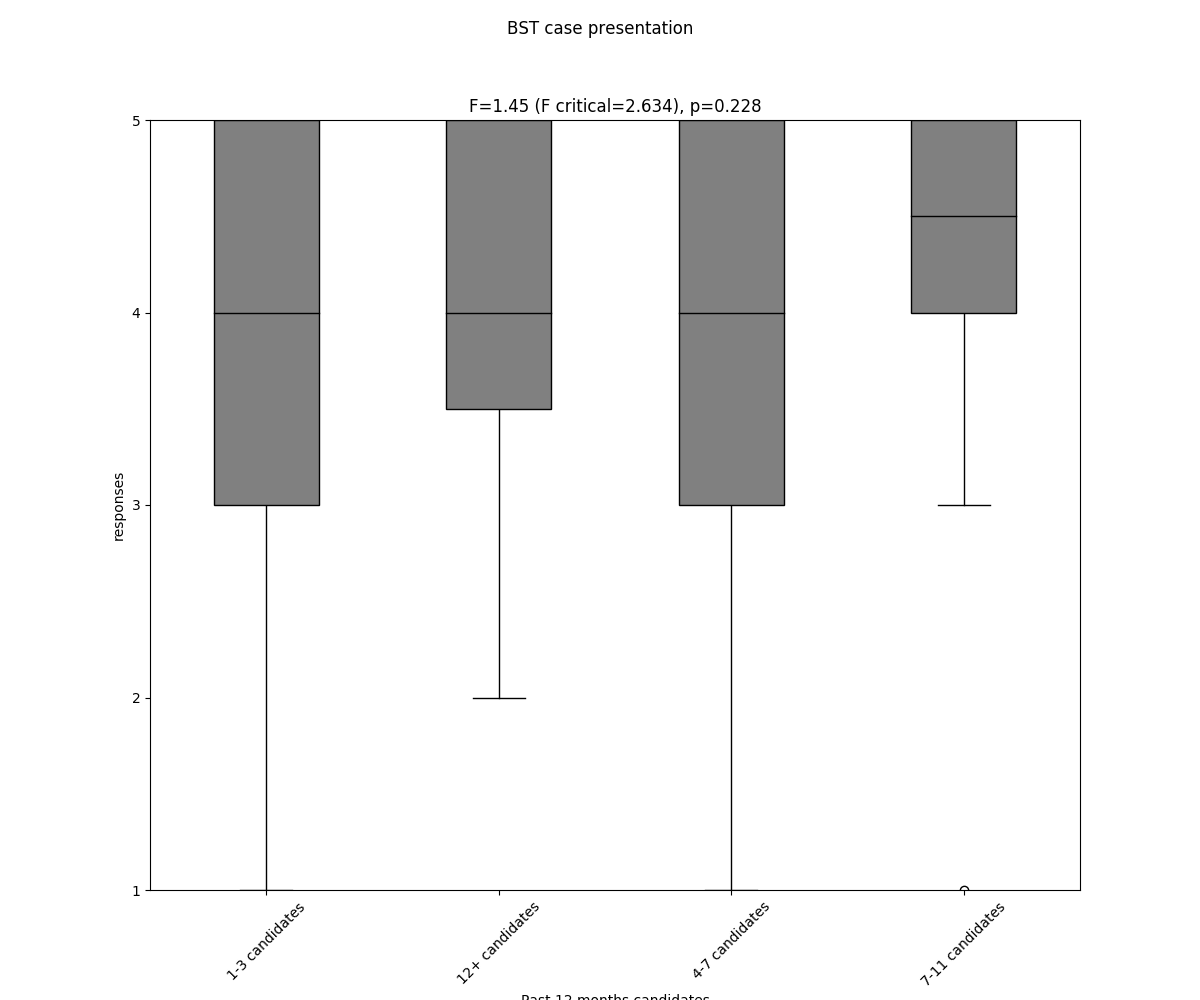 BST case presentation
F=1.45 (F critical=2.634), p=0.228
5
4
3
2
1
responses
1-3 candidates
12+ candidates
4-7 candidates
7-11 candidates
Past 12 months candidates